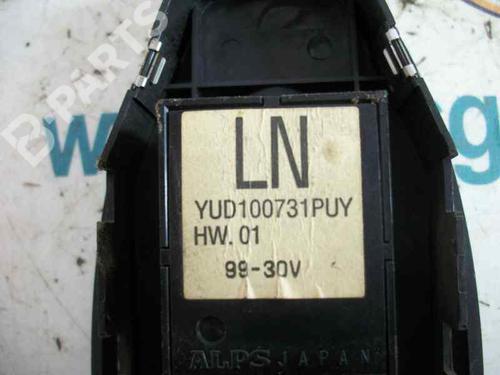 LN
YUD100731PUY
HW. 01
99-30V
ALPS JAPAN
B-PARTS